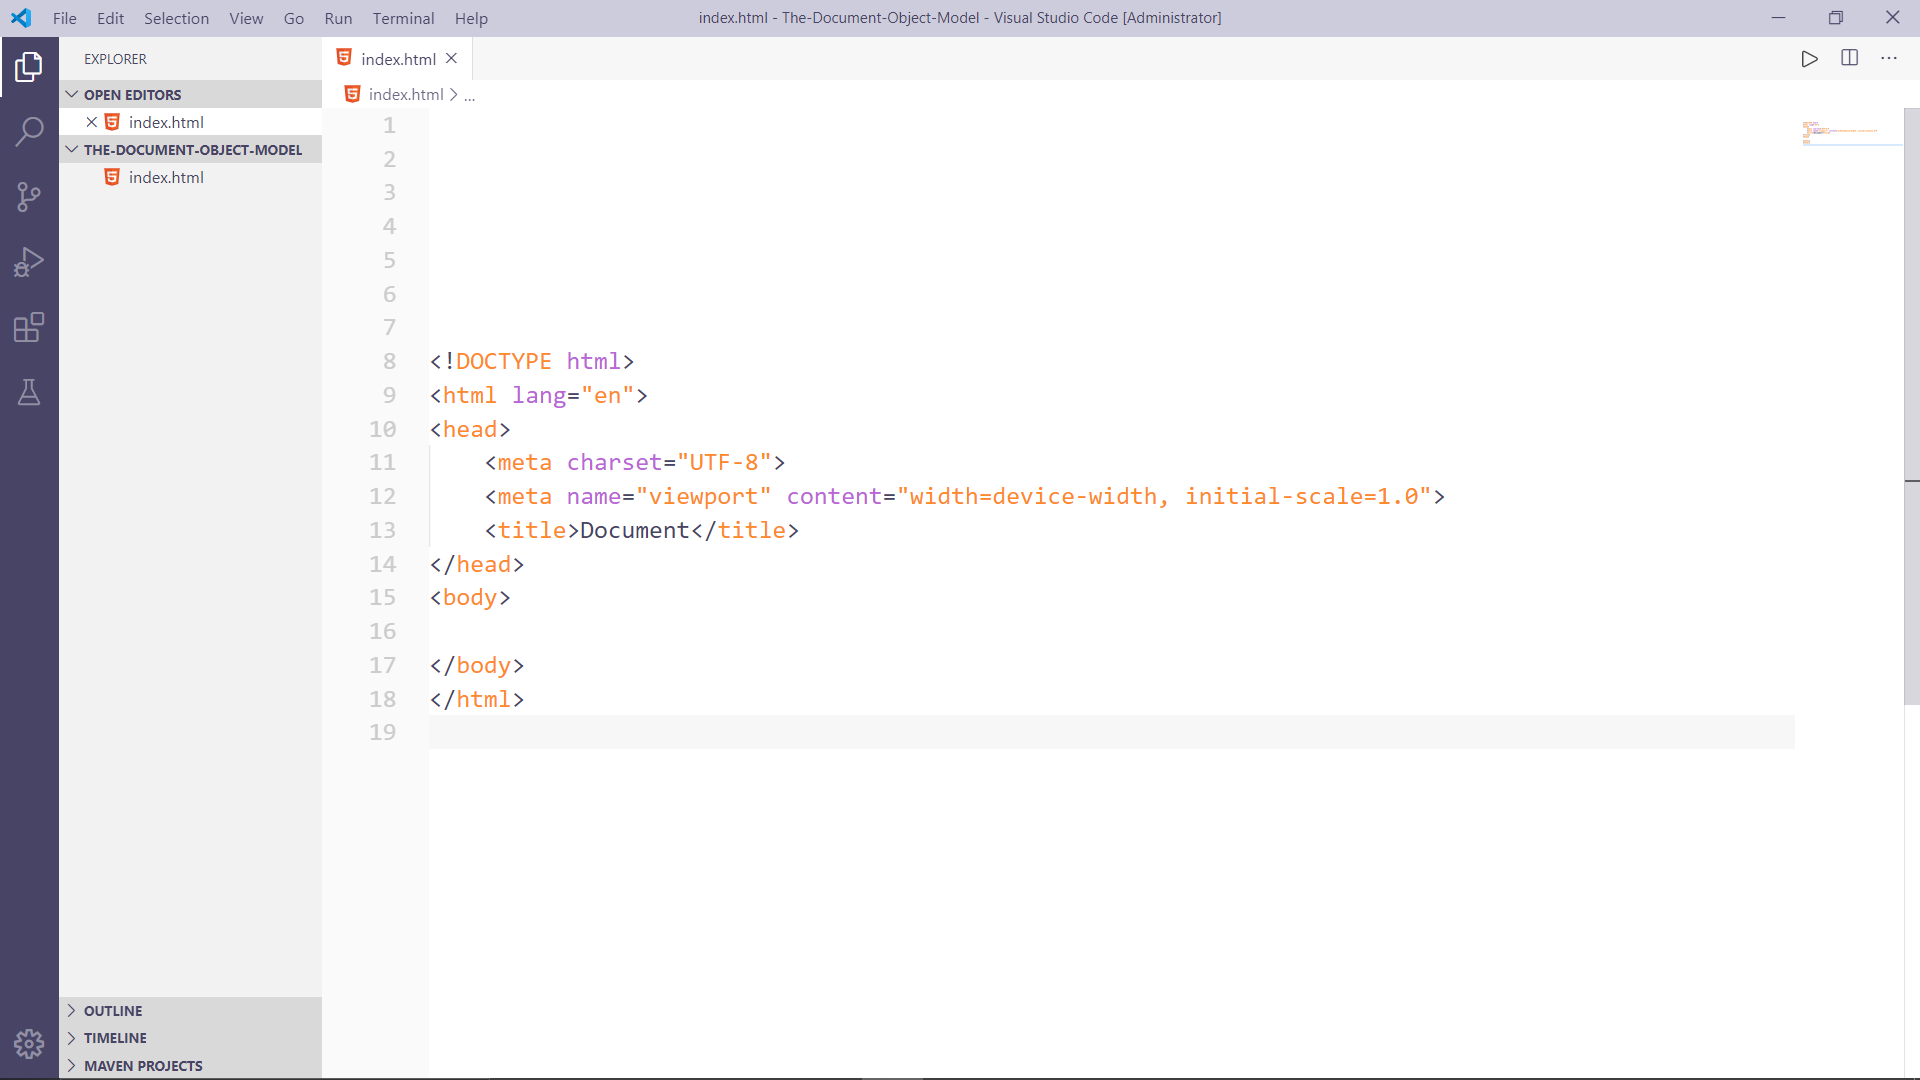 File Edit Selection View Go Run Terminal Help
index.html - The-Document-Object-Model - Visual Studio Code [Administrator]
EXPLORER
OPEN EDITORS
index.html
THE-DOCUMENT-OBJECT-MODEL
index.html
OUTLINE
TIMELINE
MAVEN PROJECTS
index.html
index.html > ...
1
2
3
4
5
6
7
8 <!DOCTYPE html>
9 <html lang="en">
10 <head>
11     <meta charset="UTF-8">
12     <meta name="viewport" content="width=device-width, initial-scale=1.0">
13     <title>Document</title>
14 </head>
15 <body>
16
17 </body>
18 </html>
19